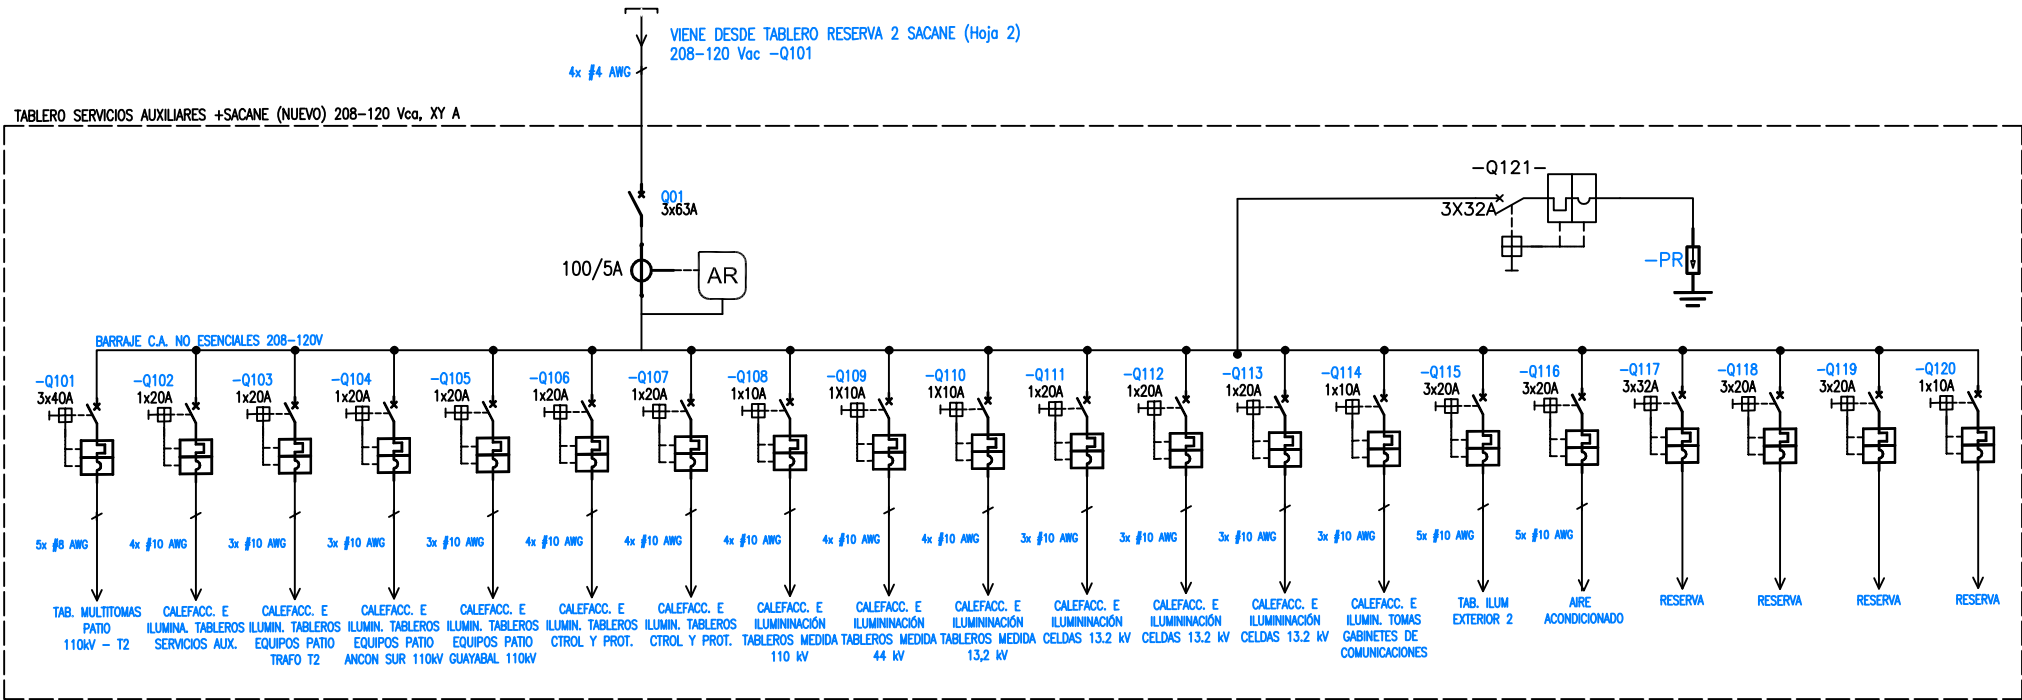 VIENE DESDE TABLERO RESERVA 2 SACANE (Hoja 2)
208-120 Vac -Q101
4x #4 AWG
TABLERO SERVICIOS AUXILIARES +SACANE (NUEVO) 208-120 Vca, XY A
Q01
3x63A
100/5A
AR
-Q121-
3X32A
-PR
BARRAJE C.A. NO ESENCIALES 208-120V
-Q101
3x40A
5x #8 AWG
TAB. MULTITOMAS
PATIO
110kV - T2
-Q102
1x20A
4x #10 AWG
CALEFACC. E
ILUMINA. TABLEROS
SERVICIOS AUX.
-Q103
1x20A
3x #10 AWG
CALEFACC. E
ILUMIN. TABLEROS
EQUIPOS PATIO
TRAFO T2
-Q104
1x20A
3x #10 AWG
CALEFACC. E
ILUMIN. TABLEROS
EQUIPOS PATIO
ANCON SUR 110kV
-Q105
1x20A
3x #10 AWG
CALEFACC. E
ILUMIN. TABLEROS
EQUIPOS PATIO
GUAYABAL 110kV
-Q106
1x20A
4x #10 AWG
CALEFACC. E
ILUMIN. TABLEROS
CTROL Y PROT.
-Q107
1x20A
4x #10 AWG
CALEFACC. E
ILUMIN. TABLEROS
CTROL Y PROT.
-Q108
1x10A
4x #10 AWG
CALEFACC. E
ILUMININACIÓN
TABLEROS MEDIDA
110 kV
-Q109
1X10A
4x #10 AWG
CALEFACC. E
ILUMININACIÓN
TABLEROS MEDIDA
44 kV
-Q110
1X10A
4x #10 AWG
CALEFACC. E
ILUMININACIÓN
TABLEROS MEDIDA
13,2 kV
-Q111
1x20A
3x #10 AWG
CALEFACC. E
ILUMININACIÓN
CELDAS 13.2 kV
-Q112
1x20A
3x #10 AWG
CALEFACC. E
ILUMININACIÓN
CELDAS 13.2 kV
-Q113
1x20A
3x #10 AWG
CALEFACC. E
ILUMININACIÓN
CELDAS 13.2 kV
-Q114
1x10A
3x #10 AWG
CALEFACC. E
ILUMIN. TOMAS
GABINETES DE
COMUNICACIONES
-Q115
3x20A
5x #10 AWG
TAB. ILUM
EXTERIOR 2
-Q116
3x20A
5x #10 AWG
AIRE
ACONDICIONADO
-Q117
3x32A
RESERVA
-Q118
3x20A
RESERVA
-Q119
3x20A
RESERVA
-Q120
1x10A
RESERVA